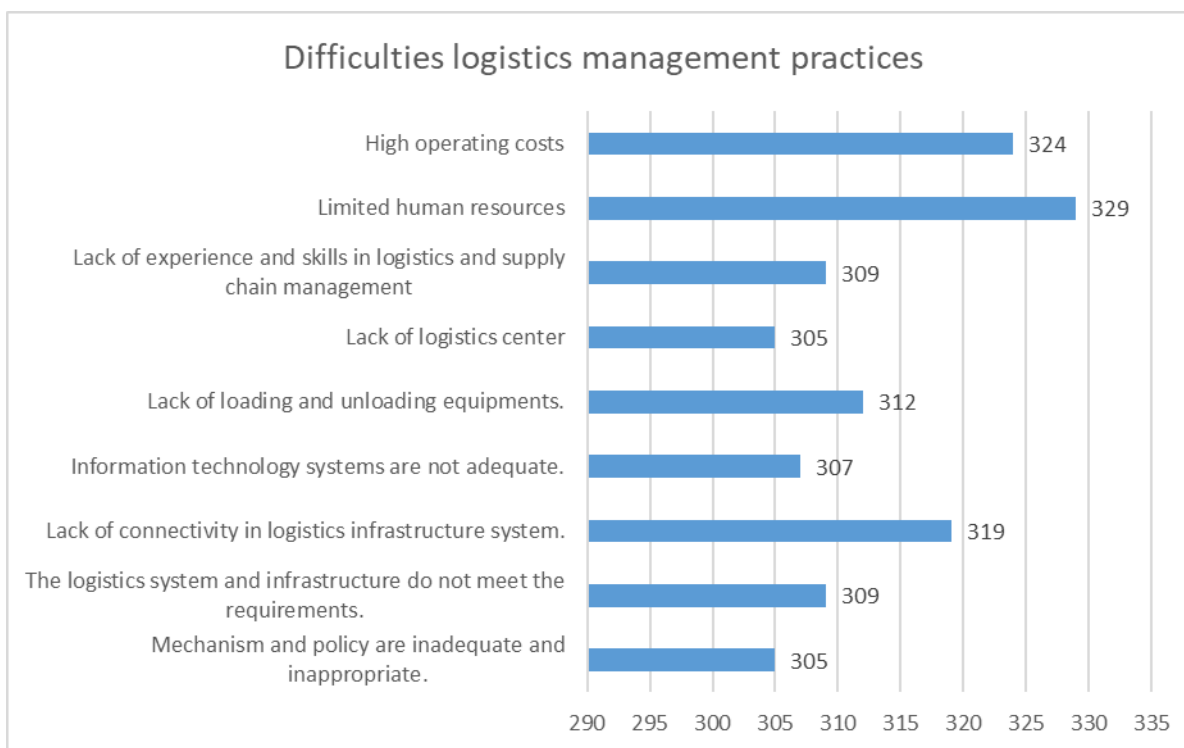 Difficulties logistics management practices
High operating costs
324
Limited human resources
329
Lack of experience and skills in logistics and supply
chain management
309
Lack of logistics center
305
Lack of loading and unloading equipments.
312
Information technology systems are not adequate.
307
Lack of connectivity in logistics infrastructure system.
319
The logistics system and infrastructure do not meet the
requirements.
309
Mechanism and policy are inadequate and
inappropriate.
305
290 295 300 305 310 315 320 325 330 335